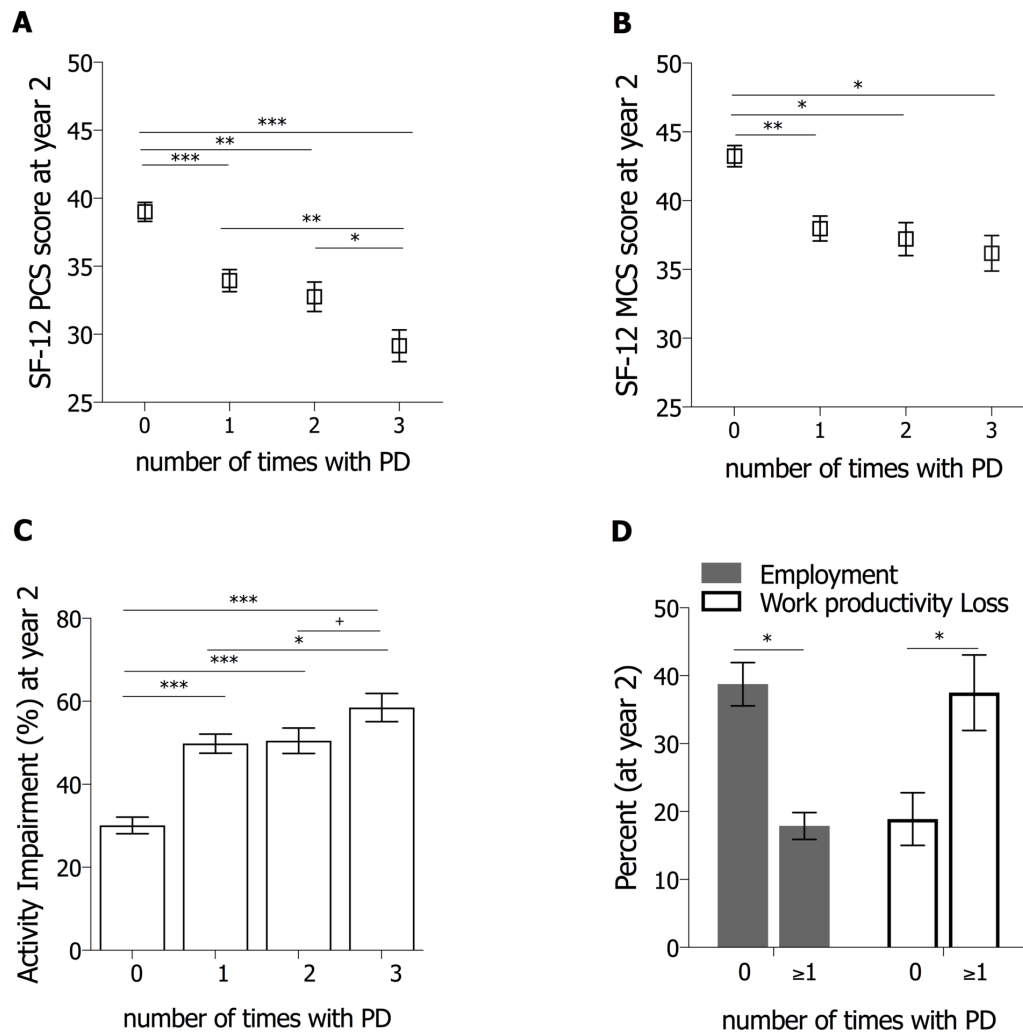 A
SF-12 PCS score at year 2
50
45
40
35
30
25
***
**
***
**
*
0 1 2 3
number of times with PD
B
SF-12 MCS score at year 2
50
45
40
35
30
25
*
*
**
0 1 2 3
number of times with PD
C
Activity Impairment (%) at year 2
80
60
40
20
0
***
+
*
***
***
0 1 2 3
number of times with PD
D
Employment
Work productivity Loss
Percent (at year 2)
50
40
30
20
10
0
* *
0 ≥1 0 ≥1
number of times with PD